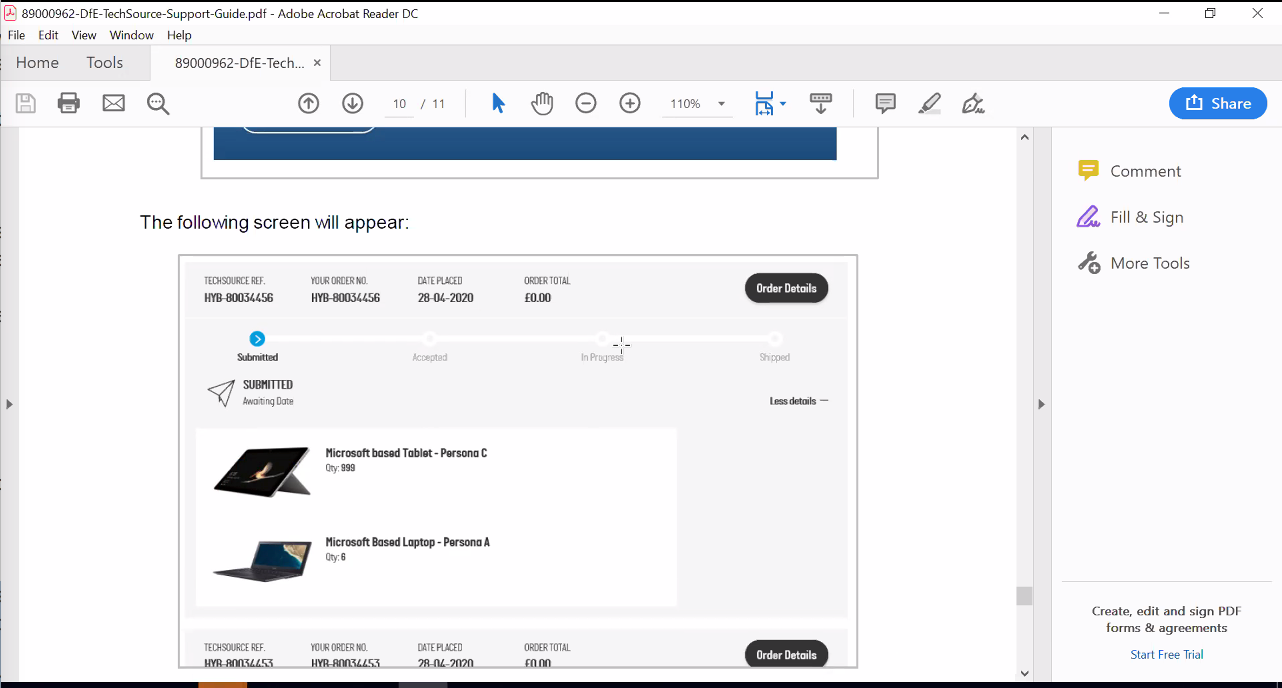 89000962-DfE-TechSource-Support-Guide.pdf - Adobe Acrobat Reader DC
File Edit View Window Help
Home Tools 89000962-DfE-Tech... ×
10 / 11 110% Share
The following screen will appear:
TECHSOURCE REF. YOUR ORDER NO. DATE PLACED ORDER TOTAL
HYB-80034456 HYB-80034456 28-04-2020 £0.00
Order Details
Submitted Accepted In Progress Shipped
SUBMITTED
Awaiting Date
Less details —
Microsoft based Tablet - Persona C
Qty: 999
Microsoft Based Laptop - Persona A
Qty: 6
TECHSOURCE REF. YOUR ORDER NO. DATE PLACED ORDER TOTAL
HYB-80034453 HYB-80034453 28-04-2020 £0.00
Order Details
Comment
Fill & Sign
More Tools
Create, edit and sign PDF
forms & agreements
Start Free Trial